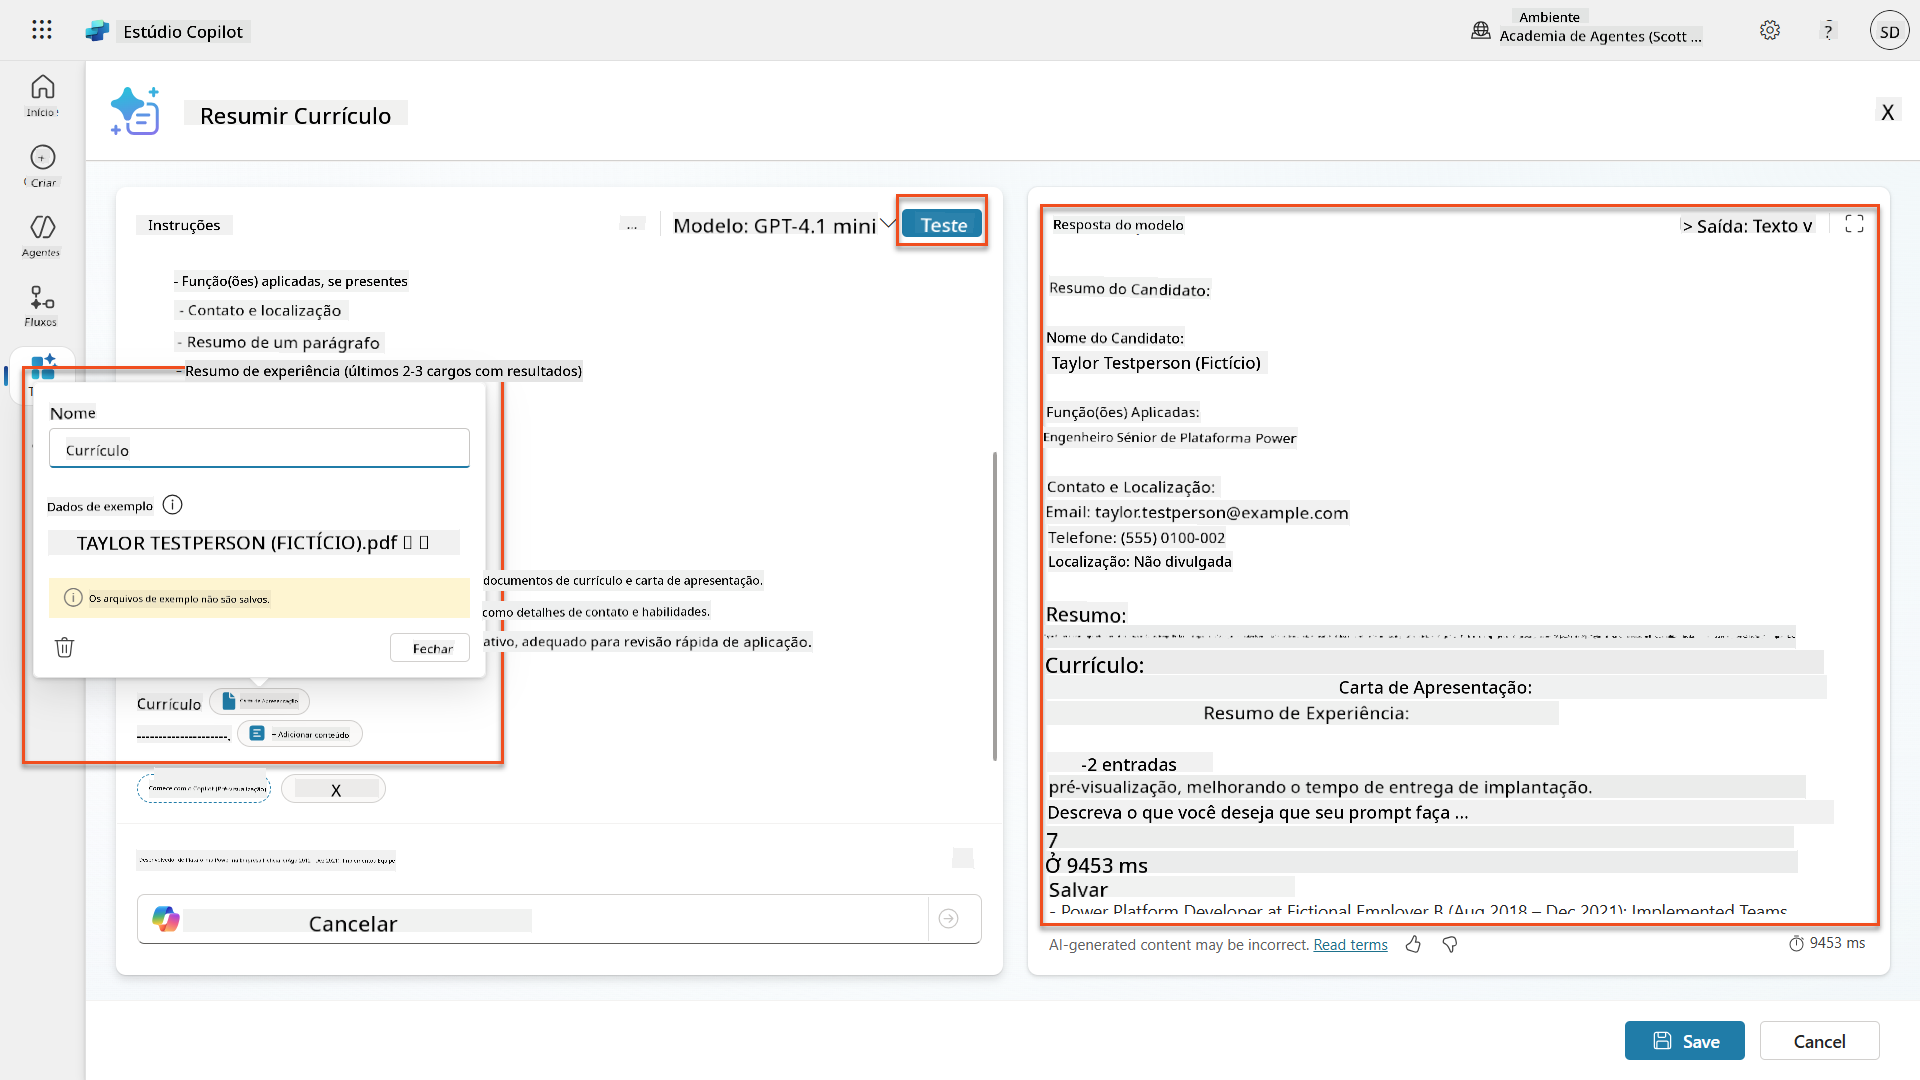 Estúdio Copilot
Ambiente
Academia de Agentes (Scott ...
?
SD
Início
Criar
Agentes
Fluxos
Resumir Currículo
X
Instruções
...
Modelo: GPT-4.1 mini
Teste
- Função(ões) aplicadas, se presentes
- Contato e localização
- Resumo de um parágrafo
- Resumo de experiência (últimos 2-3 cargos com resultados)
Nome
Currículo
Dados de exemplo
TAYLOR TESTPERSON (FICTÍCIO).pdf
Os arquivos de exemplo não são salvos.
Fechar
documentos de currículo e carta de apresentação.
como detalhes de contato e habilidades.
ativo, adequado para revisão rápida de aplicação.
Currículo
Carta de Apresentação
---------------------.
+ Adicionar conteúdo
Comece com o Copilot (Pré-visualização)
X
Cancelar
Resposta do modelo
> Saída: Texto v
Resumo do Candidato:
Nome do Candidato:
Taylor Testperson (Fictício)
Função(ões) Aplicadas:
Engenheiro Sénior de Plataforma Power
Contato e Localização:
Email: taylor.testperson@example.com
Telefone: (555) 0100-002
Localização: Não divulgada
Resumo:
Currículo:
Carta de Apresentação:
Resumo de Experiência:
-2 entradas
pré-visualização, melhorando o tempo de entrega de implantação.
Descreva o que você deseja que seu prompt faça ...
7
Ở 9453 ms
Salvar
- Power Platform Developer at Fictional Employer B (Aug 2018 – Dec 2021): Implemented Teams
AI-generated content may be incorrect. Read terms
9453 ms
Save
Cancel